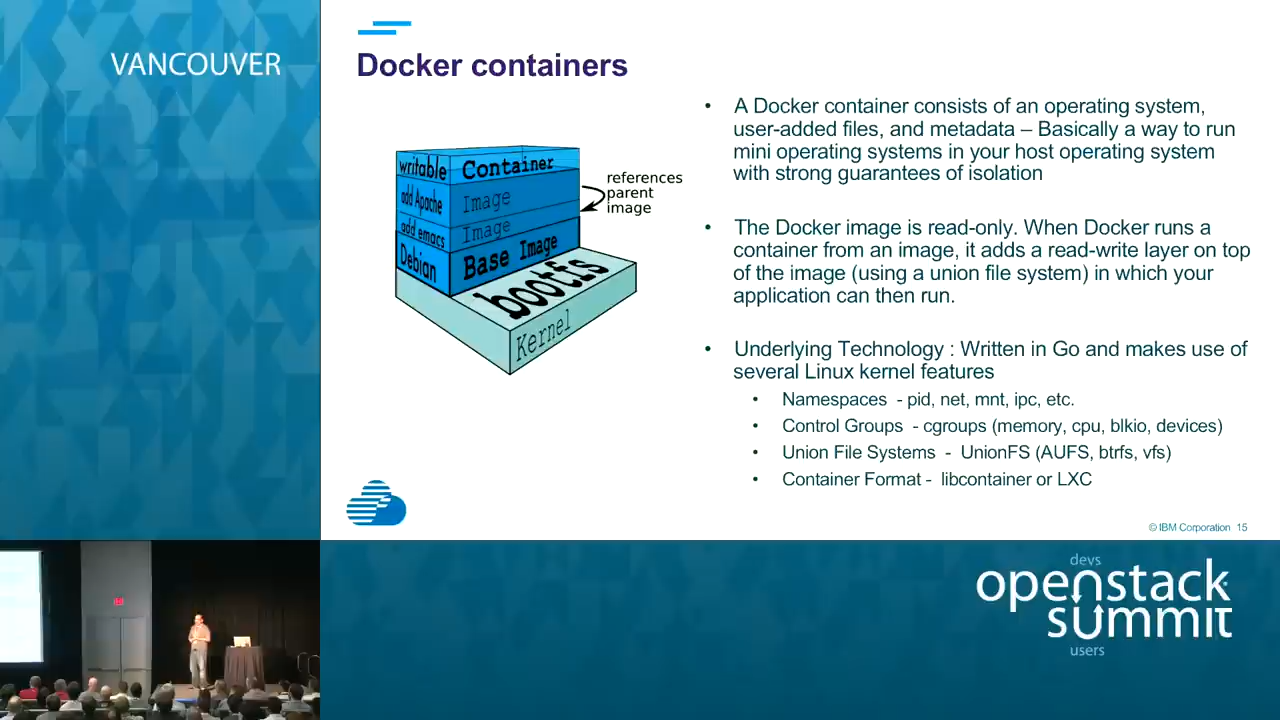 VANCOUVER
Docker containers
writable Container
add Apache Image
add emacs Image
Debian Base Image
bootfs
Kernel
references
parent
image
• A Docker container consists of an operating system,
user-added files, and metadata – Basically a way to run
mini operating systems in your host operating system
with strong guarantees of isolation
• The Docker image is read-only. When Docker runs a
container from an image, it adds a read-write layer on top
of the image (using a union file system) in which your
application can then run.
• Underlying Technology : Written in Go and makes use of
several Linux kernel features
• Namespaces - pid, net, mnt, ipc, etc.
• Control Groups - cgroups (memory, cpu, blkio, devices)
• Union File Systems - UnionFS (AUFS, btrfs, vfs)
• Container Format - libcontainer or LXC
© IBM Corporation 15
devs
openstack
summit
users